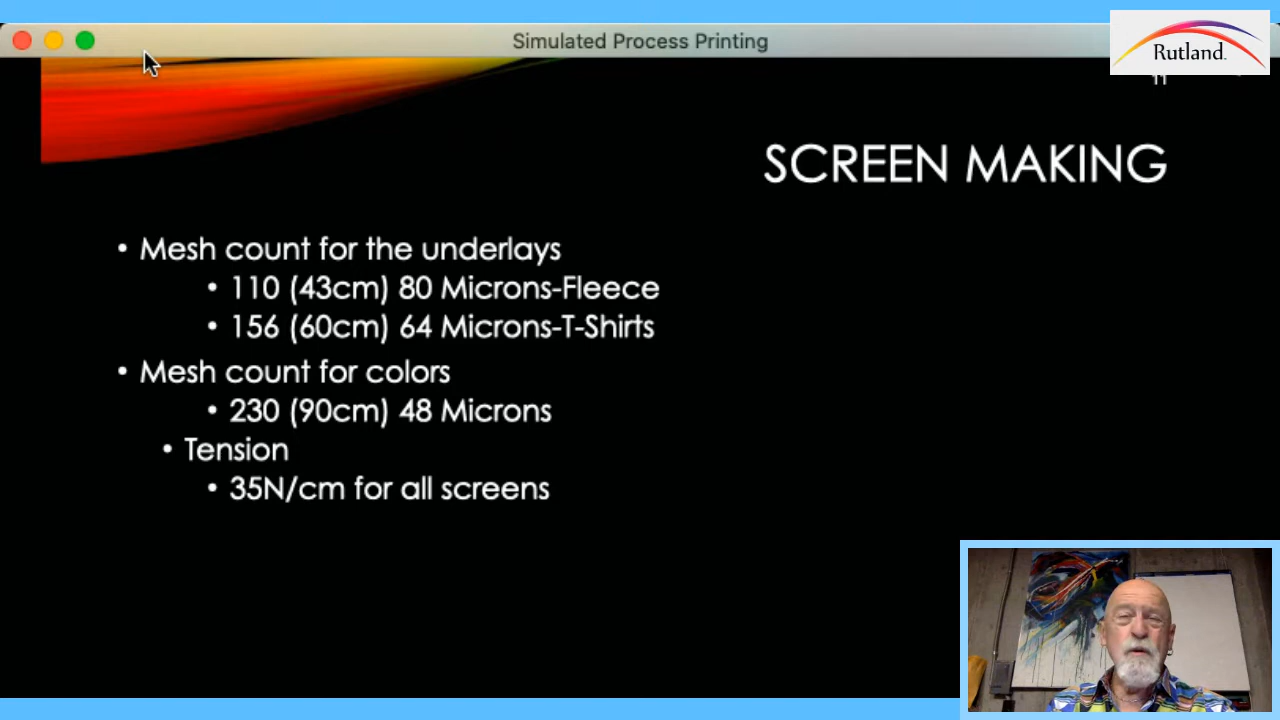 Simulated Process Printing
Rutland.
11
SCREEN MAKING
• Mesh count for the underlays
• 110 (43cm) 80 Microns-Fleece
• 156 (60cm) 64 Microns-T-Shirts
• Mesh count for colors
• 230 (90cm) 48 Microns
• Tension
• 35N/cm for all screens